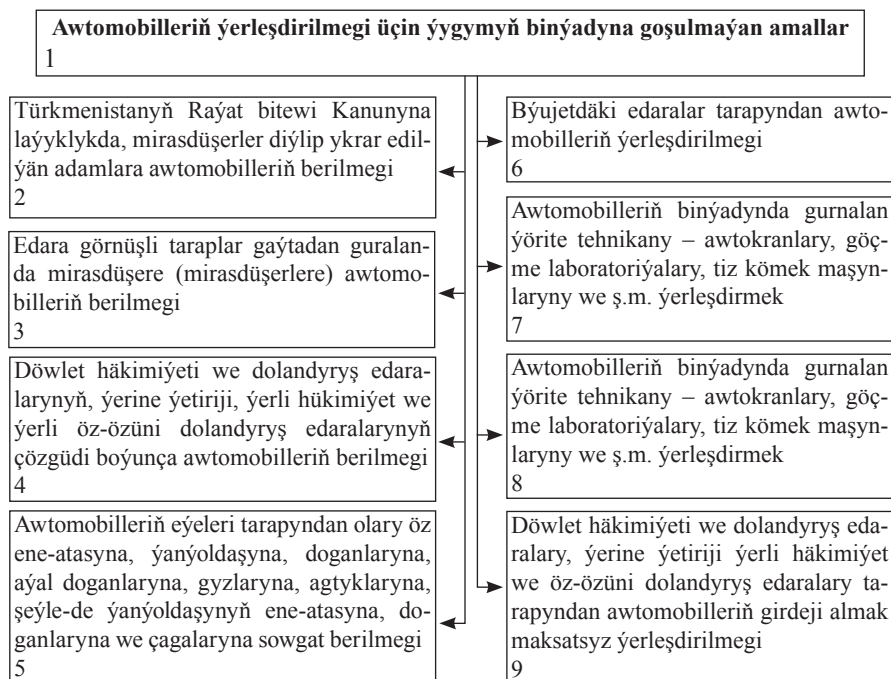 Awtomobilleriň ýerleşdirilmegi üçin ýygymyň binýadyna goşulmaýan amallar
1
Türkmenistanyň Raýat bitewi Kanunyna
laýyklykda, mirasdüşerler diýlip ykrar edil-
ýän adamlara awtomobilleriň berilmegi
2
Edara görnüşli taraplar gaýtadan guralan-
da mirasdüşere (mirasdüşerlere) awtomo-
billeriň berilmegi
3
Döwlet häkimiýeti we dolandyryş edara-
larynyň, ýerine ýetiriji, ýerli hükimiýet we
ýerli öz-özüni dolandyryş edaralarynyň
çözgüdi boýunça awtomobilleriň berilmegi
4
Awtomobilleriň eýeleri tarapyndan olary öz
ene-atasyna, ýanýoldaşyna, doganlaryna,
aýal doganlaryna, gyzlaryna, agtyklaryna,
şeýle-de ýanýoldaşynyň ene-atasyna, do-
ganlaryna we çagalaryna sowgat berilmegi
5
Býujetdäki edaralar tarapyndan awto-
mobilleriň ýerleşdirilmegi
6
Awtomobilleriň binýadynda gurnalan
ýörite tehnikany – awtokranlary, göç-
me laboratoriýalary, tiz kömek maşyn-
laryny we ş.m. ýerleşdirmek
7
Awtomobilleriň binýadynda gurnalan
ýörite tehnikany – awtokranlary, göç-
me laboratoriýalary, tiz kömek maşyn-
laryny we ş.m. ýerleşdirmek
8
Döwlet häkimiýeti we dolandyryş eda-
ralary, ýerine ýetiriji ýerli häkimiýet
we öz-özüni dolandyryş edaralary ta-
rapyndan awtomobilleriň girdeji almak
maksatsyz ýerleşdirilmegi
9